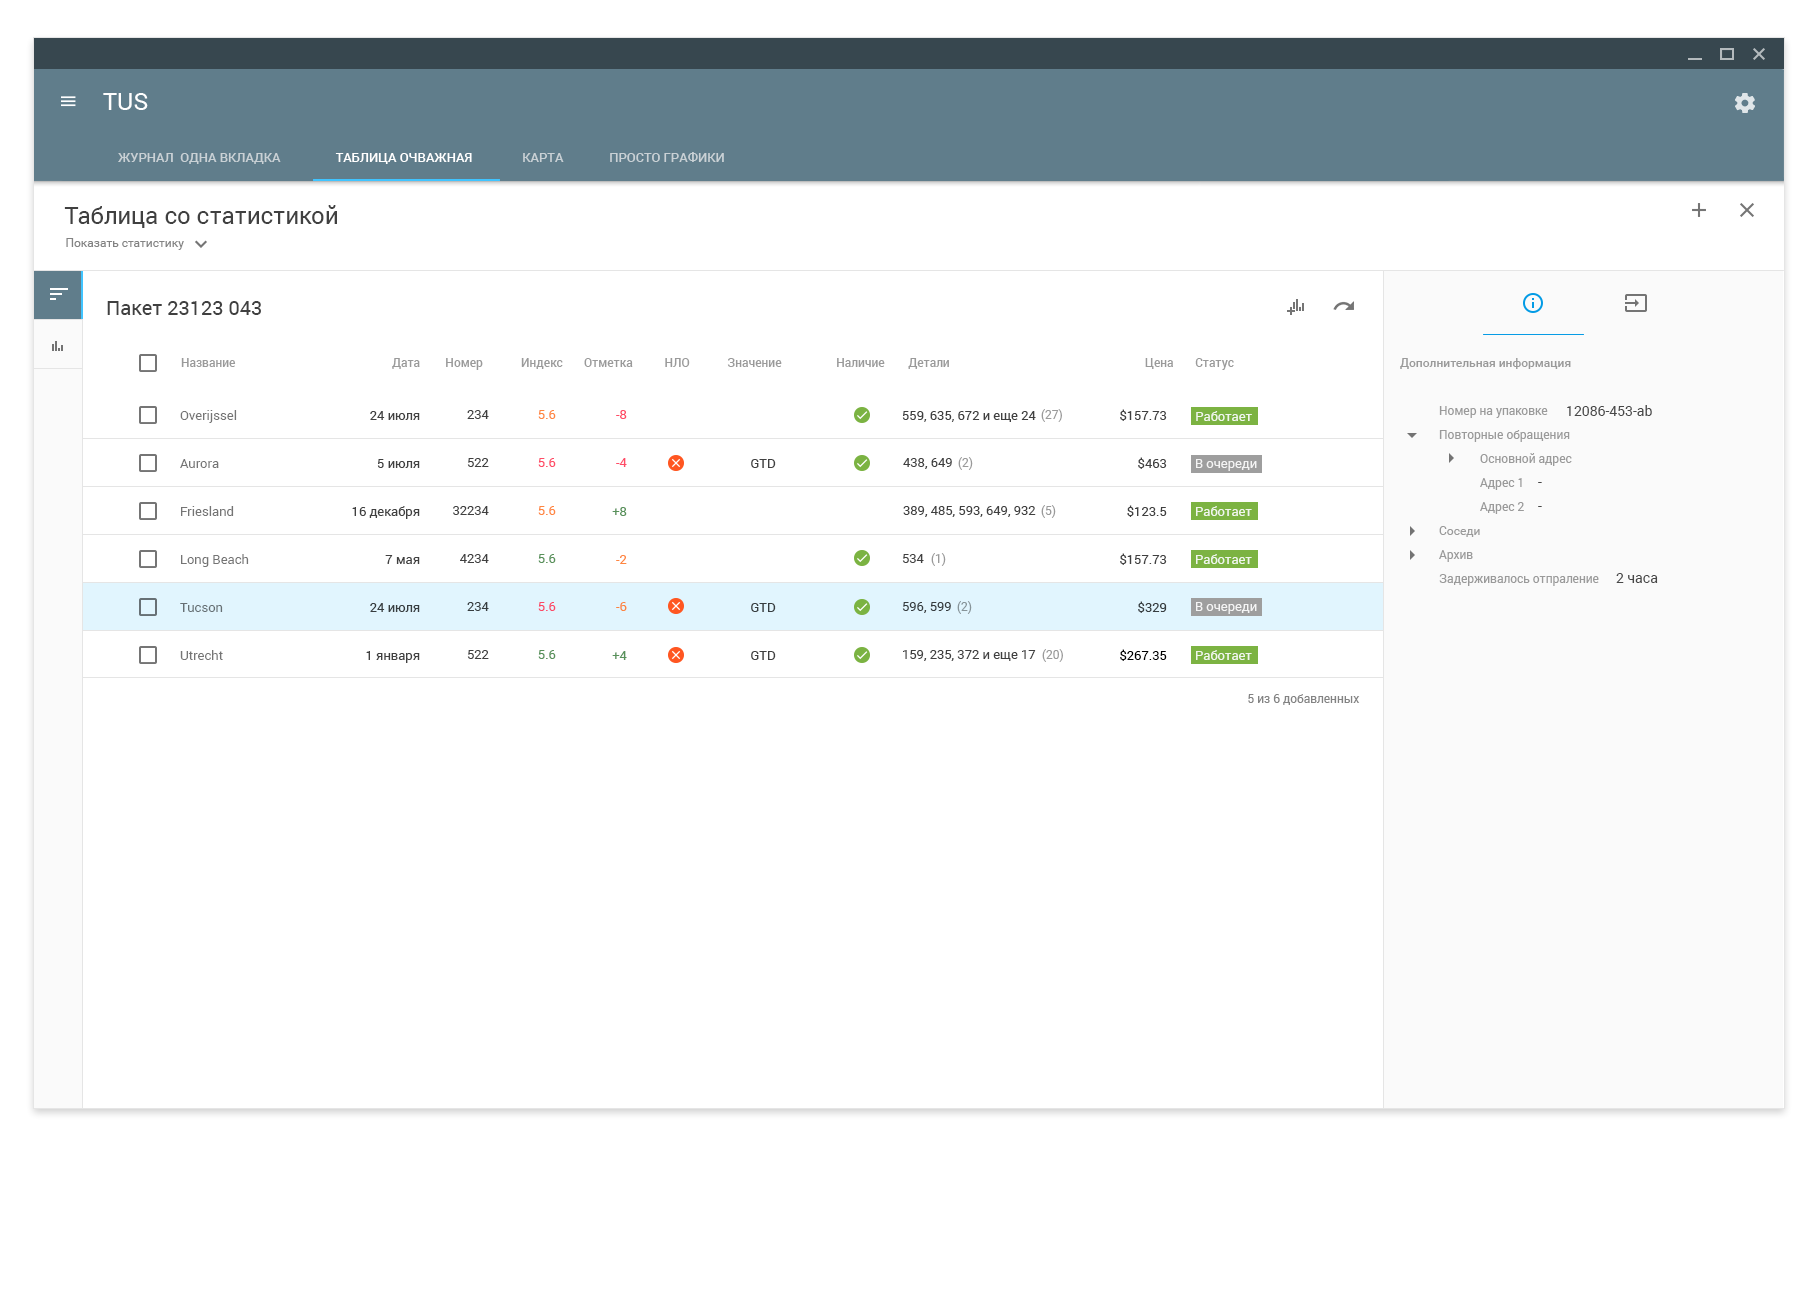 TUS
ЖУРНАЛ ОДНА ВКЛАДКА ТАБЛИЦА ОЧВАЖНАЯ КАРТА ПРОСТО ГРАФИКИ
Таблица со статистикой
Показать статистику
Пакет 23123 043
Название Дата Номер Индекс Отметка НЛО Значение Наличие Детали Цена Статус
Overijssel 24 июля 234 5.6 -8 559, 635, 672 и еще 24 (27) $157.73 Работает
Aurora 5 июля 522 5.6 -4 GTD 438, 649 (2) $463 В очереди
Friesland 16 декабря 32234 5.6 +8 389, 485, 593, 649, 932 (5) $123.5 Работает
Long Beach 7 мая 4234 5.6 -2 534 (1) $157.73 Работает
Tucson 24 июля 234 5.6 -6 GTD 596, 599 (2) $329 В очереди
Utrecht 1 января 522 5.6 +4 GTD 159, 235, 372 и еще 17 (20) $267.35 Работает
5 из 6 добавленных
Дополнительная информация
Номер на упаковке 12086-453-ab
Повторные обращения
Основной адрес
Адрес 1 -
Адрес 2 -
Соседи
Архив
Задерживалось отпраление 2 часа